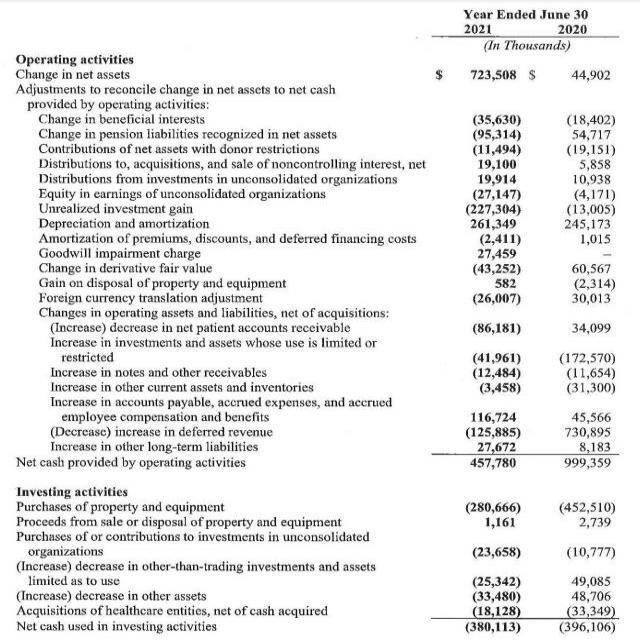 Year Ended June 30
2021 2020
(In Thousands)
Operating activities
Change in net assets $ 723,508 $ 44,902
Adjustments to reconcile change in net assets to net cash
provided by operating activities:
Change in beneficial interests (35,630) (18,402)
Change in pension liabilities recognized in net assets (95,314) 54,717
Contributions of net assets with donor restrictions (11,494) (19,151)
Distributions to, acquisitions, and sale of noncontrolling interest, net 19,100 5,858
Distributions from investments in unconsolidated organizations 19,914 10,938
Equity in earnings of unconsolidated organizations (27,147) (4,171)
Unrealized investment gain (227,304) (13,005)
Depreciation and amortization 261,349 245,173
Amortization of premiums, discounts, and deferred financing costs (2,411) 1,015
Goodwill impairment charge 27,459 –
Change in derivative fair value (43,252) 60,567
Gain on disposal of property and equipment 582 (2,314)
Foreign currency translation adjustment (26,007) 30,013
Changes in operating assets and liabilities, net of acquisitions:
(Increase) decrease in net patient accounts receivable (86,181) 34,099
Increase in investments and assets whose use is limited or
restricted (41,961) (172,570)
Increase in notes and other receivables (12,484) (11,654)
Increase in other current assets and inventories (3,458) (31,300)
Increase in accounts payable, accrued expenses, and accrued
employee compensation and benefits 116,724 45,566
(Decrease) increase in deferred revenue (125,885) 730,895
Increase in other long-term liabilities 27,672 8,183
Net cash provided by operating activities 457,780 999,359
Investing activities
Purchases of property and equipment (280,666) (452,510)
Proceeds from sale or disposal of property and equipment 1,161 2,739
Purchases of or contributions to investments in unconsolidated
organizations (23,658) (10,777)
(Increase) decrease in other-than-trading investments and assets
limited as to use (25,342) 49,085
(Increase) decrease in other assets (33,480) 48,706
Acquisitions of healthcare entities, net of cash acquired (18,128) (33,349)
Net cash used in investing activities (380,113) (396,106)